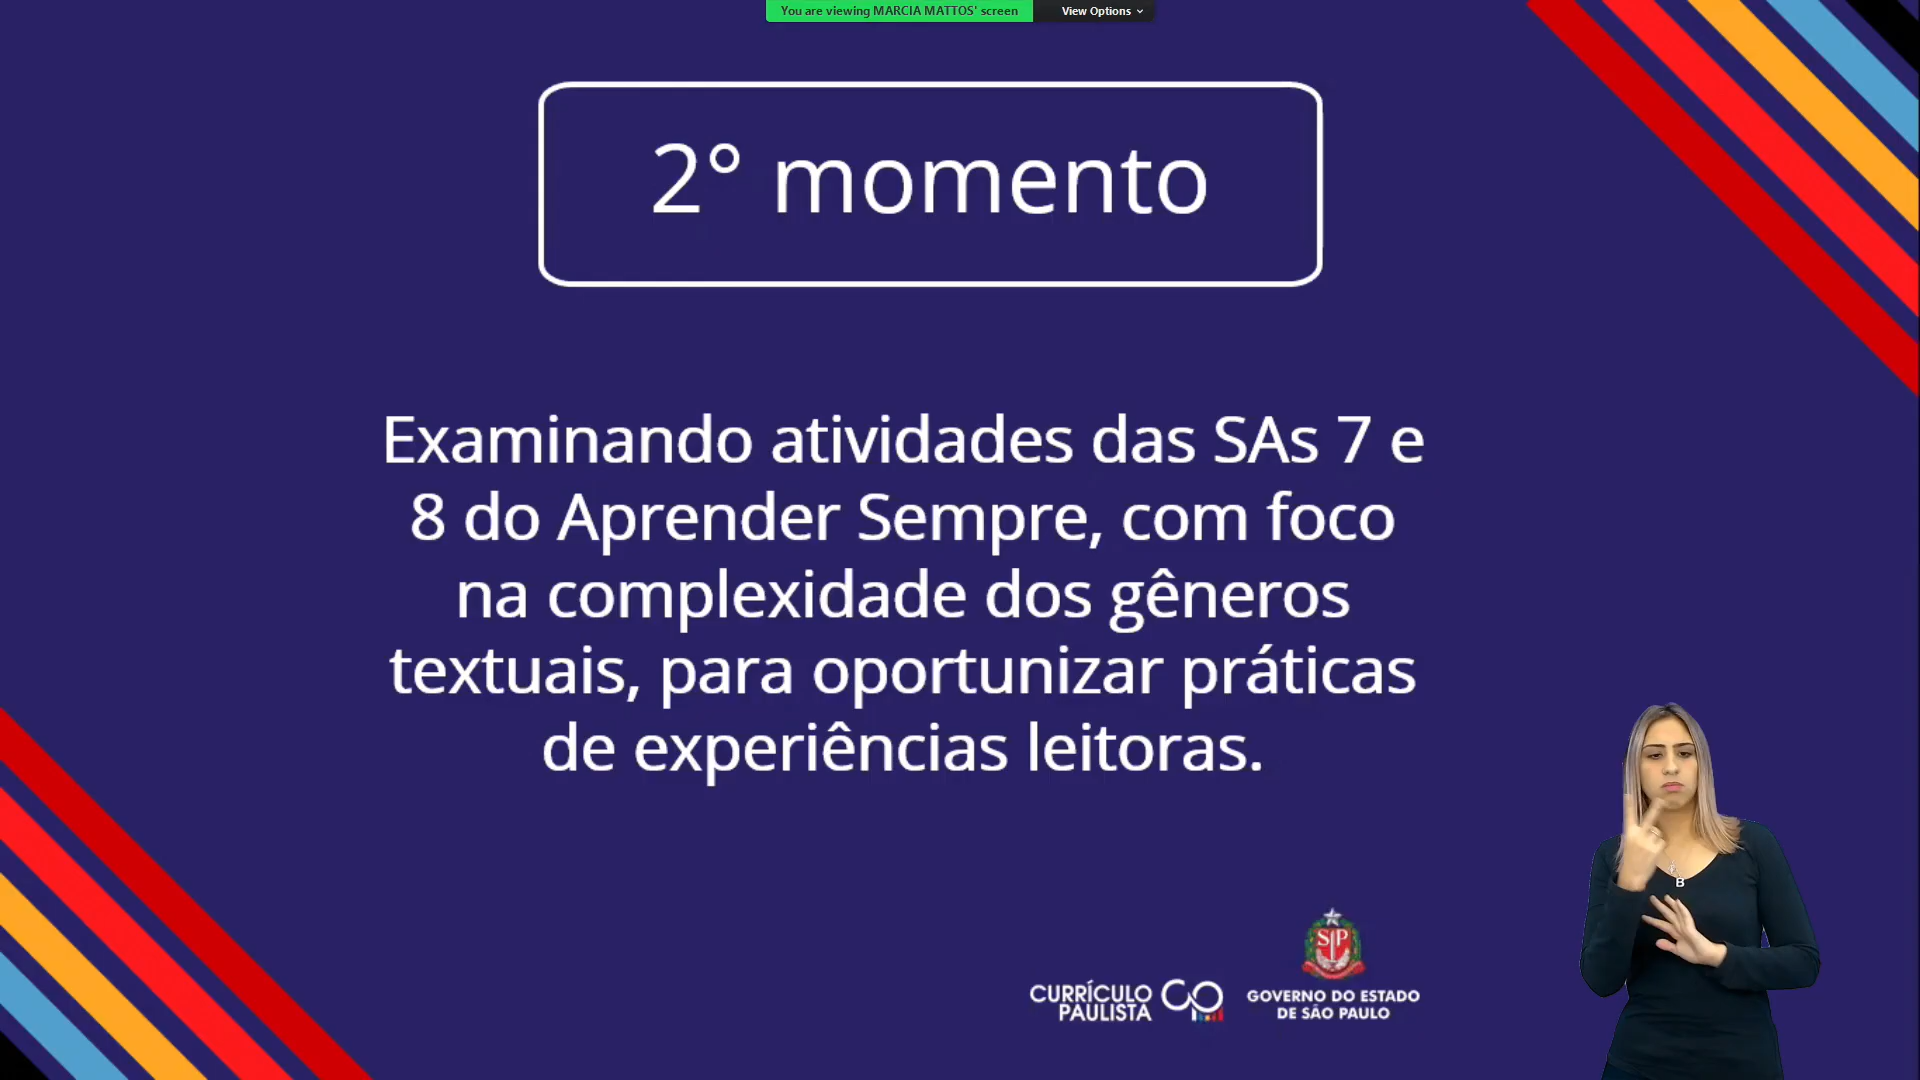 You are viewing MARCIA MATTOS' screen
View Options
2° momento
Examinando atividades das SAs 7 e
8 do Aprender Sempre, com foco
na complexidade dos gêneros
textuais, para oportunizar práticas
de experiências leitoras.
B
SP
CURRÍCULO
PAULISTA
GOVERNO DO ESTADO
DE SÃO PAULO